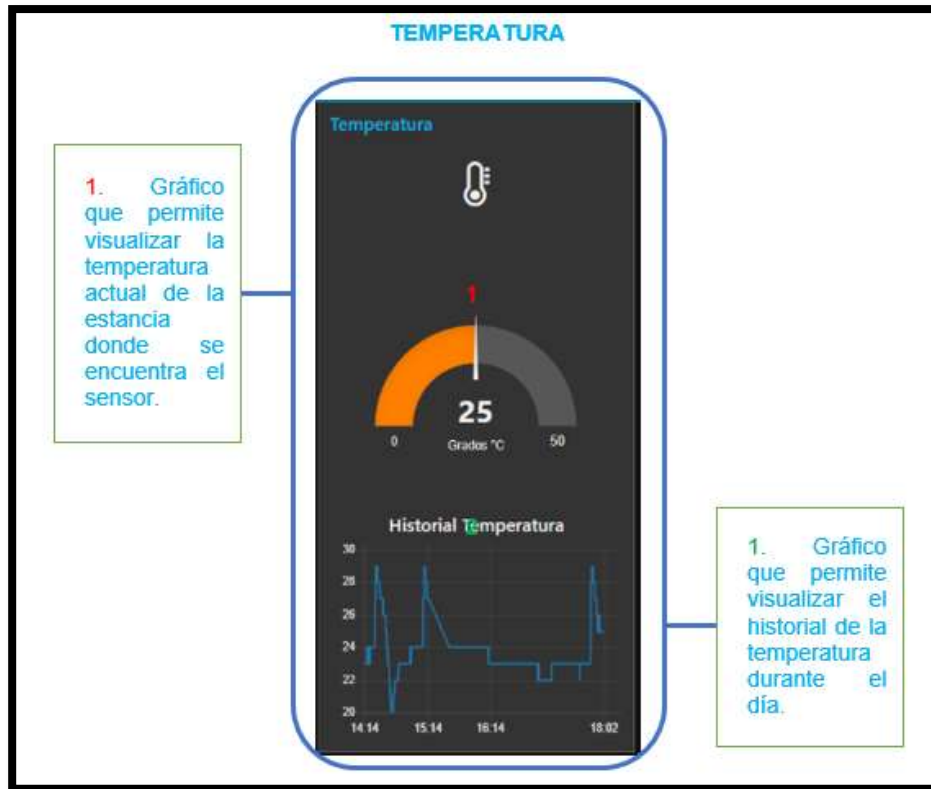 TEMPERATURA
Temperatura
1. Gráfico
que permite
visualizar la
temperatura
actual de la
estancia
donde se
encuentra el
sensor.
1
25
0
Grados °C
50
Historial Temperatura
2
30
28
26
24
22
20
14:14
15:14
16:14
18:02
1. Gráfico
que permite
visualizar el
historial de la
temperatura
durante el
día.